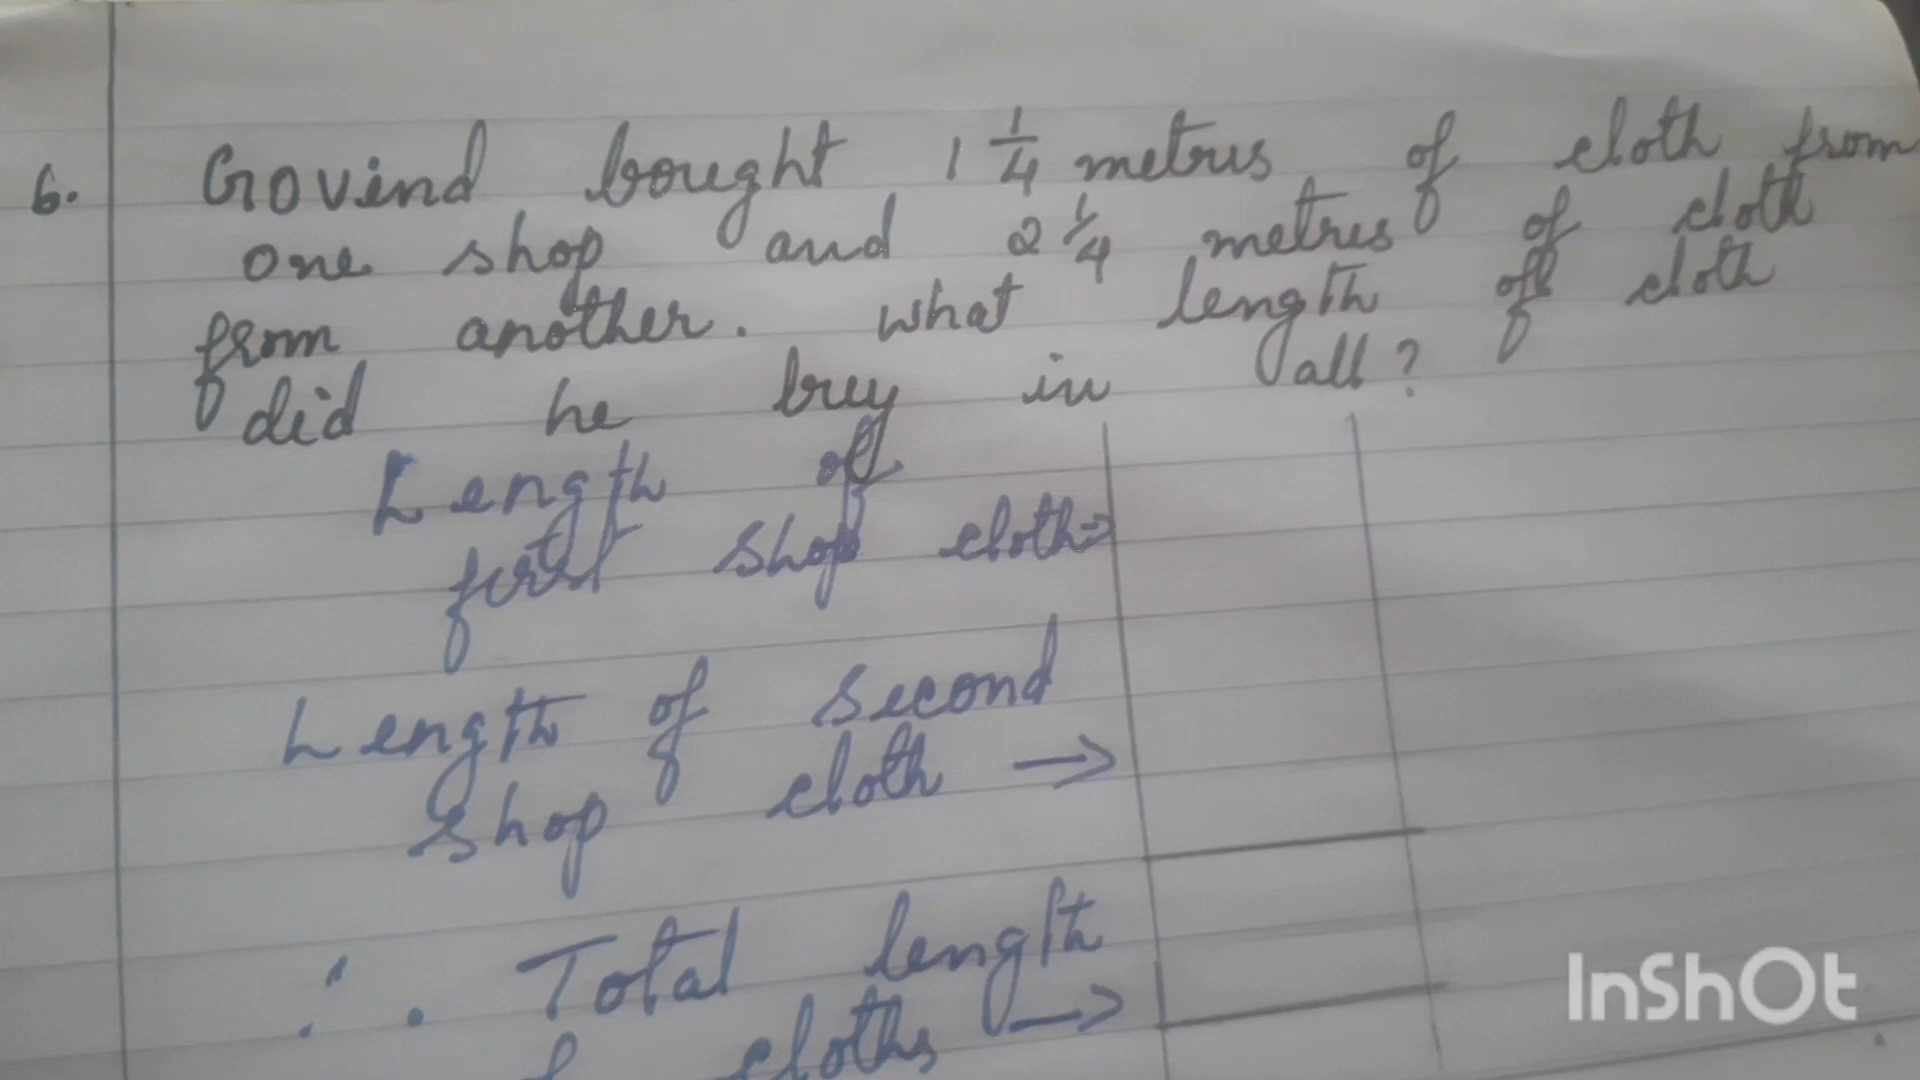 6. Govind bought 1 1/4 metres of cloth from
one shop and 2 1/4 metres of cloth
from another. what length of cloth
did he buy in all?
Length of
first shop cloth→
Length of second
shop cloth →
∴ Total length
of cloths →
InShOt